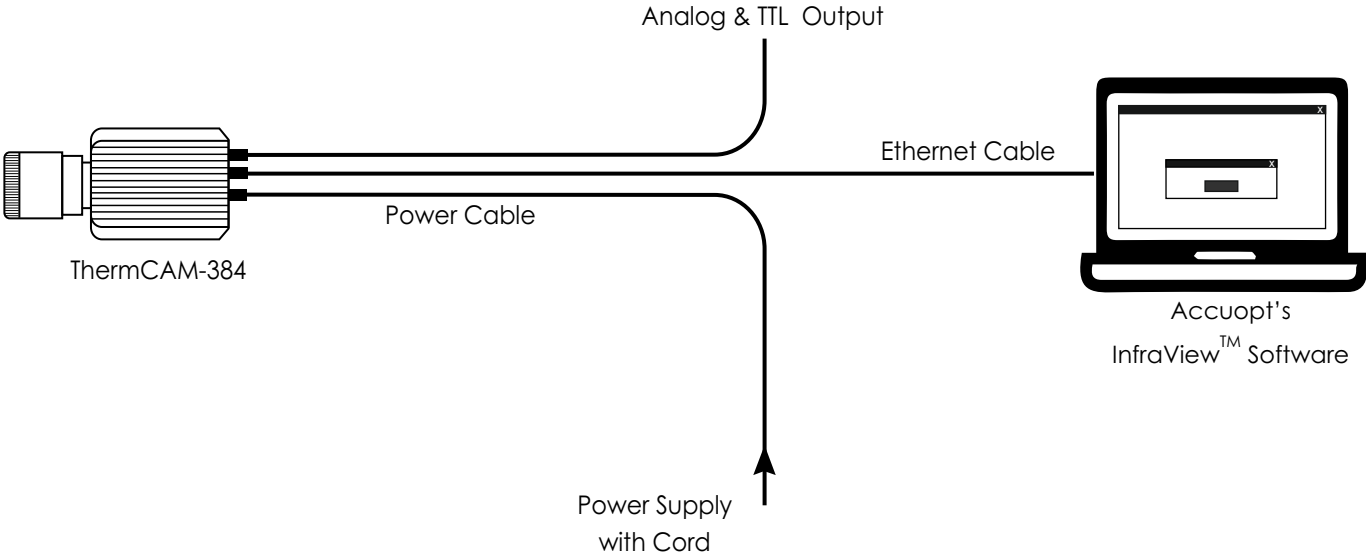 Analog & TTL Output
Ethernet Cable
Power Cable
ThermCAM-384
X
X
Accuopt’s
InfraView™ Software
Power Supply
with Cord